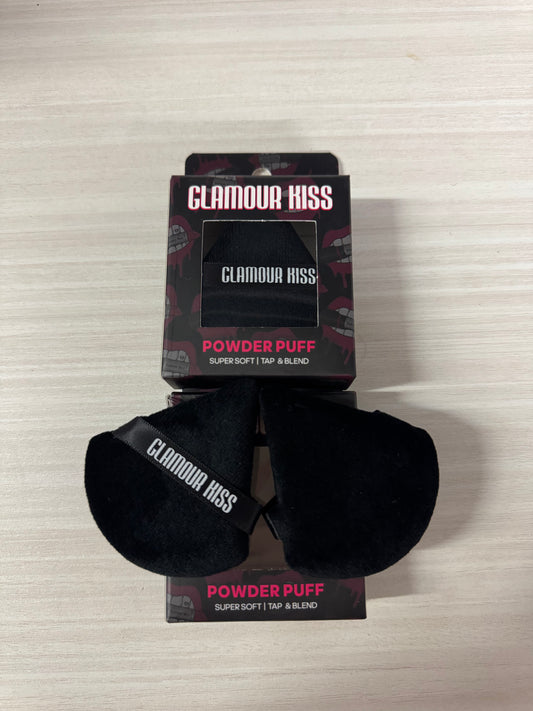 GLAMOUR KISS
GLAMOUR KISS
POWDER PUFF
SUPER SOFT | TAP & BLEND
GLAMOUR KISS
POWDER PUFF
SUPER SOFT | TAP & BLEND